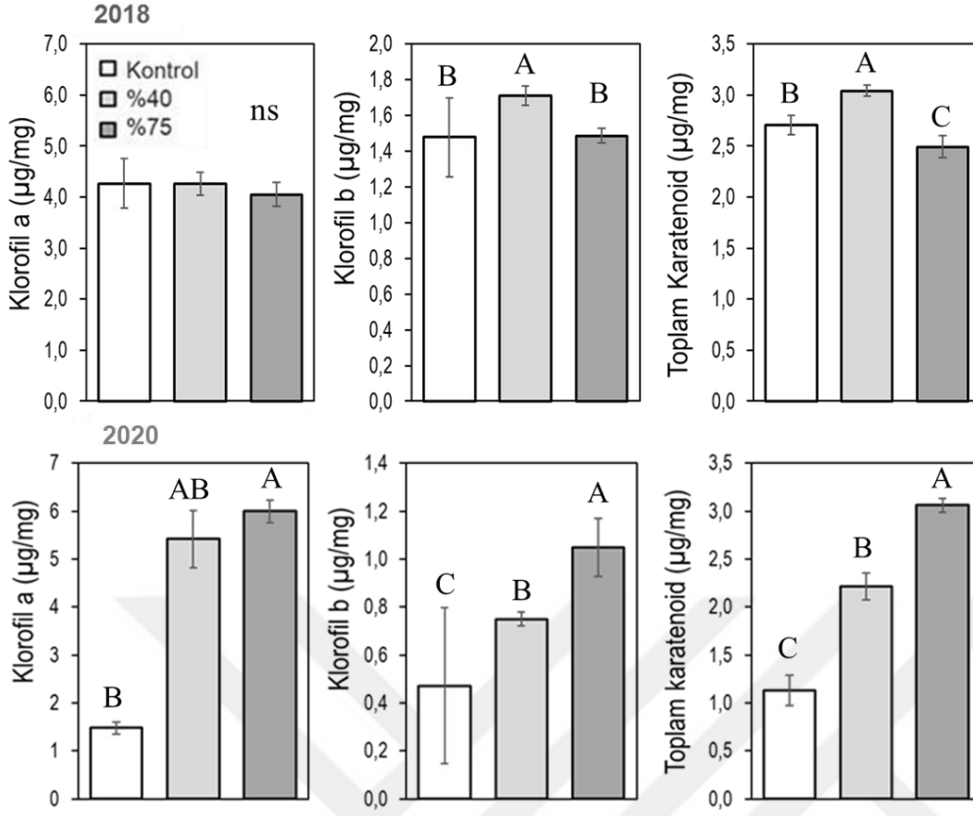 2018
Klorofil a (µg/mg)
7,0
6,0
5,0
4,0
3,0
2,0
1,0
0,0
Kontrol
%40
%75
ns
Klorofil b (µg/mg)
2,0
1,8
1,6
1,4
1,2
1,0
0,8
0,6
0,4
0,2
0,0
B
A
B
Toplam Karatenoid (µg/mg)
3,5
3,0
2,5
2,0
1,5
1,0
0,5
0,0
B
A
C
2020
Klorofil a (µg/mg)
7
6
5
4
3
2
1
0
B
AB
A
Klorofil b (µg/mg)
1,4
1,2
1,0
0,8
0,6
0,4
0,2
0,0
C
B
A
Toplam karatenoid (µg/mg)
3,5
3,0
2,5
2,0
1,5
1,0
0,5
0,0
C
B
A